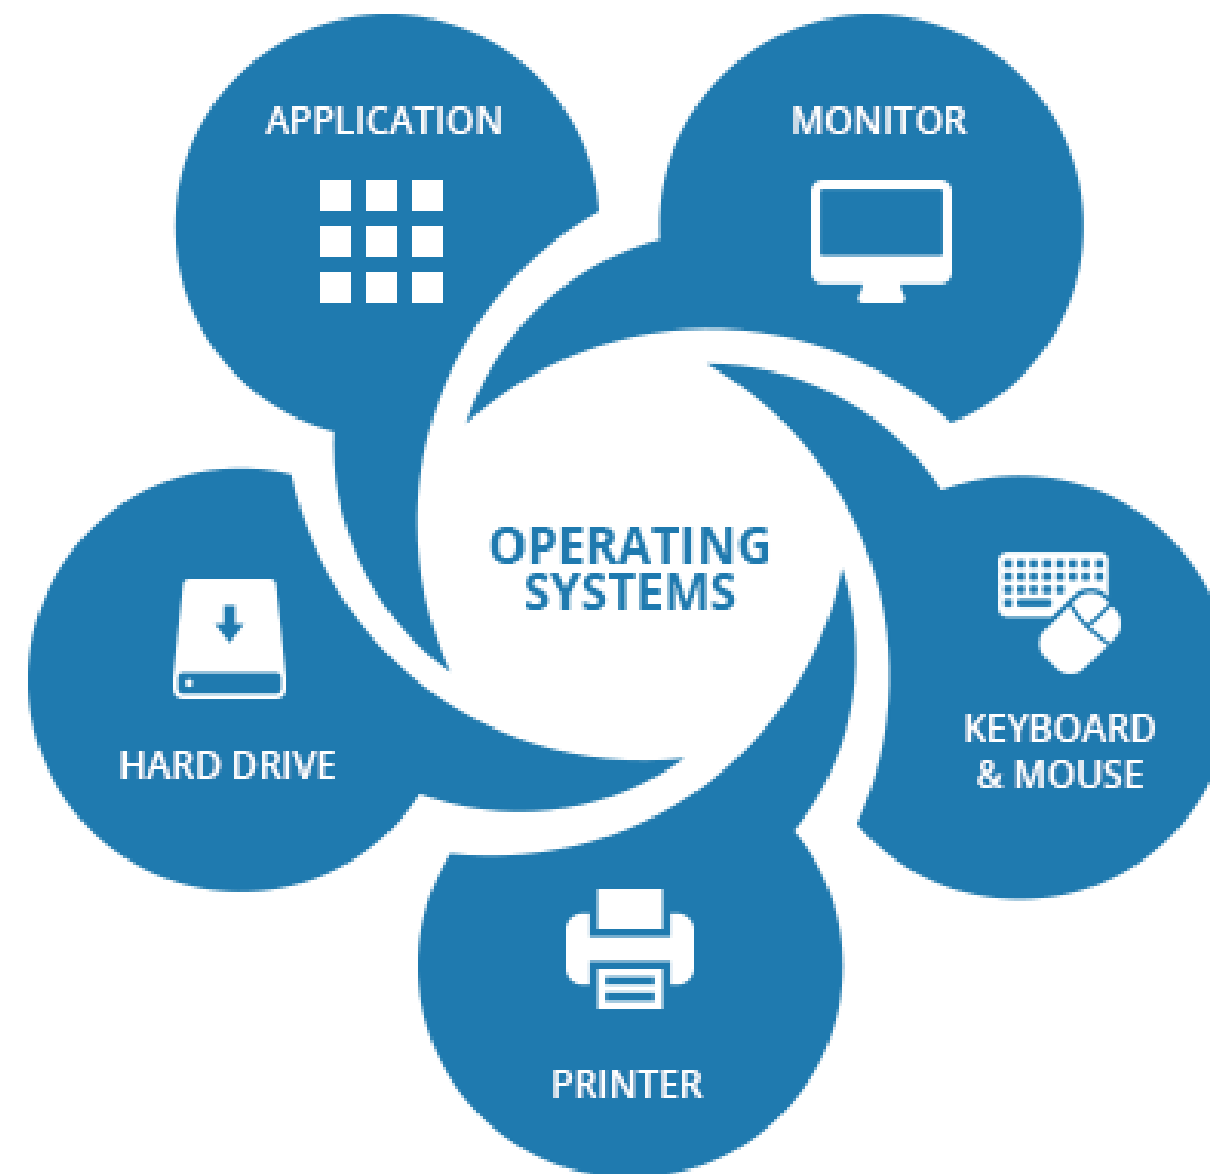 APPLICATION
MONITOR
OPERATING
SYSTEMS
KEYBOARD
& MOUSE
HARD DRIVE
PRINTER